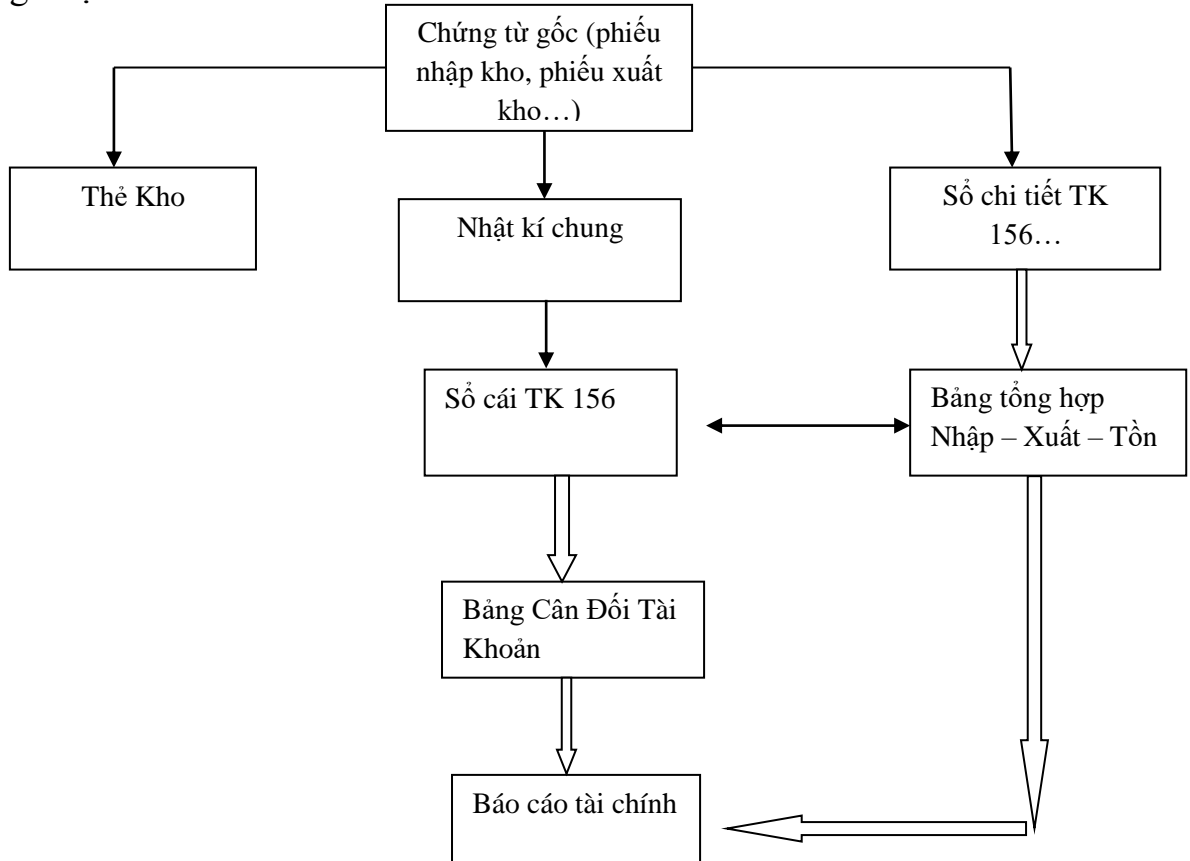 Chứng từ gốc (phiếu
nhập kho, phiếu xuất
kho…)
Thẻ Kho
Nhật kí chung
Sổ chi tiết TK
156…
Sổ cái TK 156
Bảng tổng hợp
Nhập – Xuất – Tồn
Bảng Cân Đối Tài
Khoản
Báo cáo tài chính